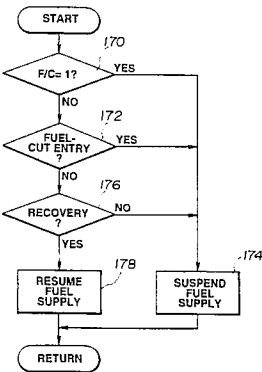 START
170
F/C=1?
YES
NO
172
FUEL-
CUT ENTRY
?
YES
NO
176
RECOVERY
?
NO
YES
178
RESUME
FUEL
SUPPLY
174
SUSPEND
FUEL
SUPPLY
RETURN